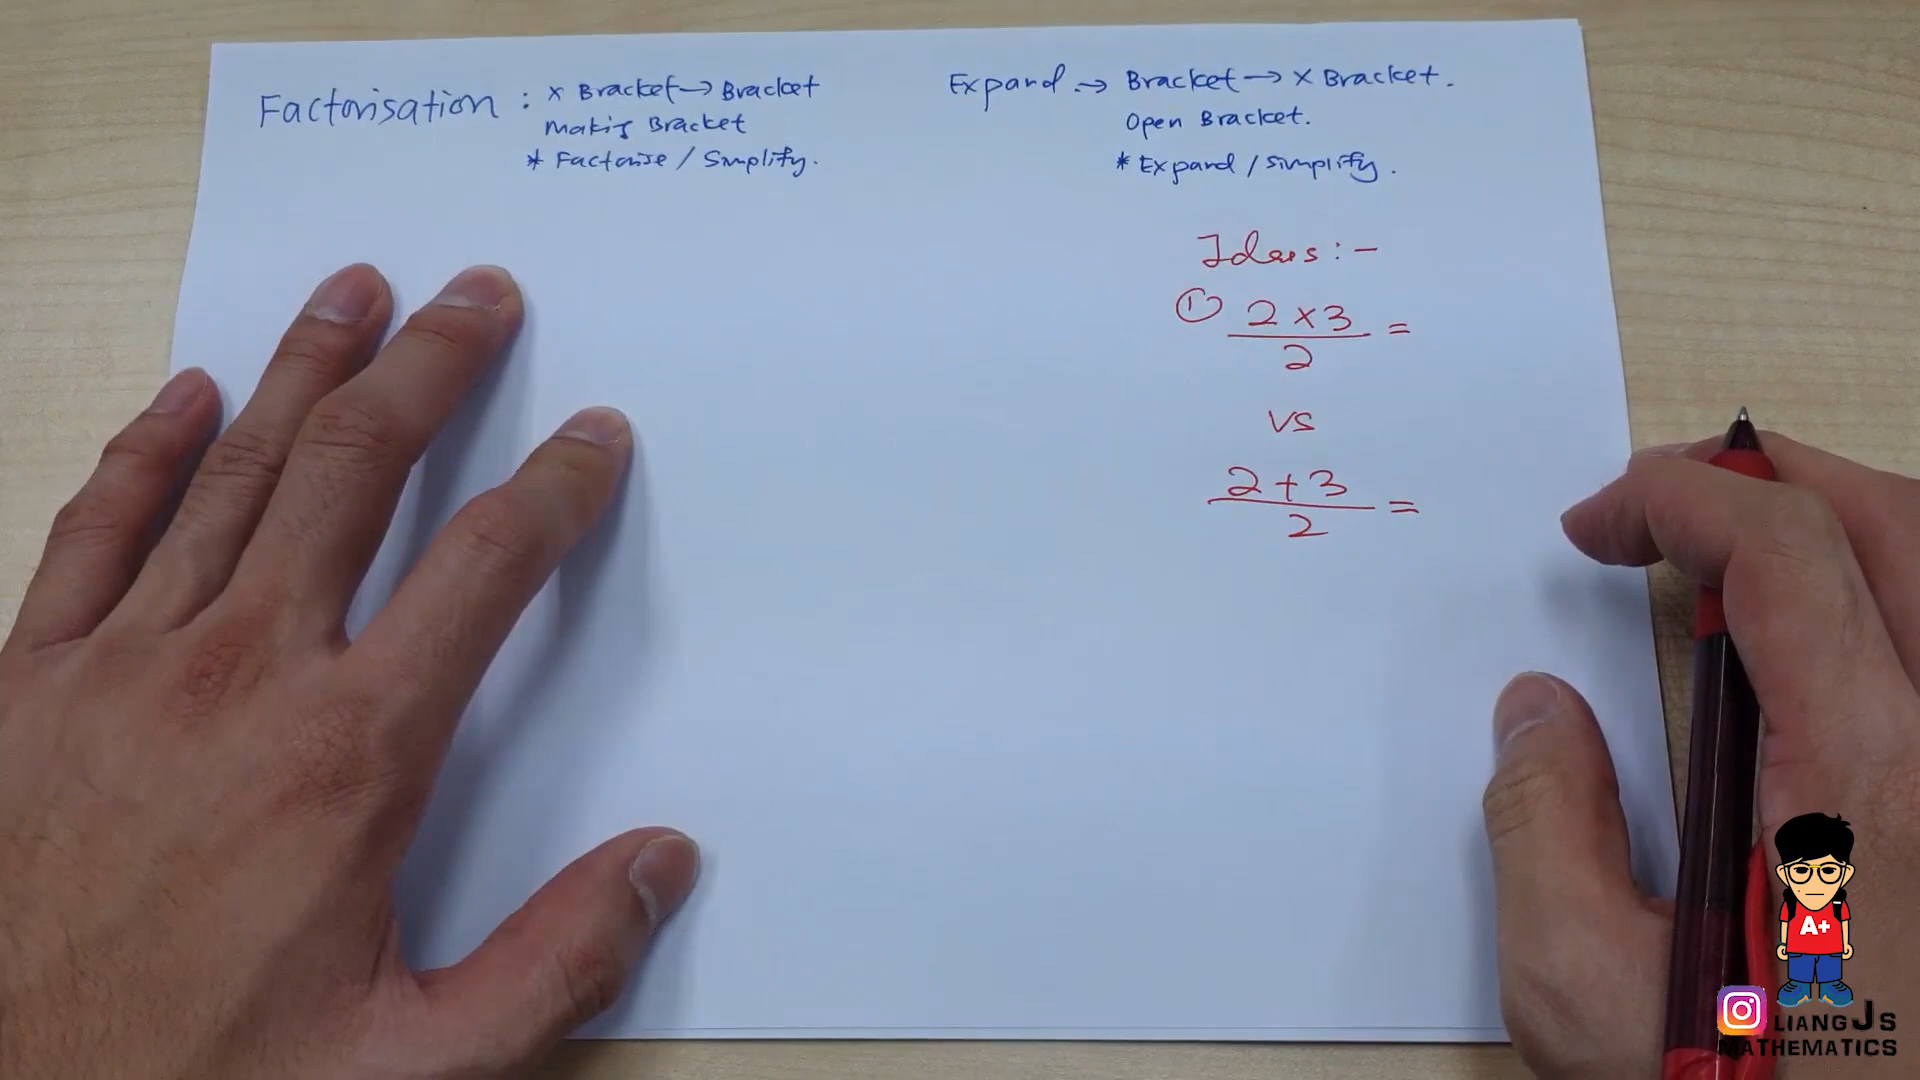 Factorisation : x Bracket → Bracket
Making Bracket
* Factorise / Simplify.
Expand → Bracket → x Bracket.
Open Bracket.
* Expand / simplify.
Ideas : -
① 2 x 3 =
2
vs
2 + 3 =
2
A+
LIANGJS
MATHEMATICS